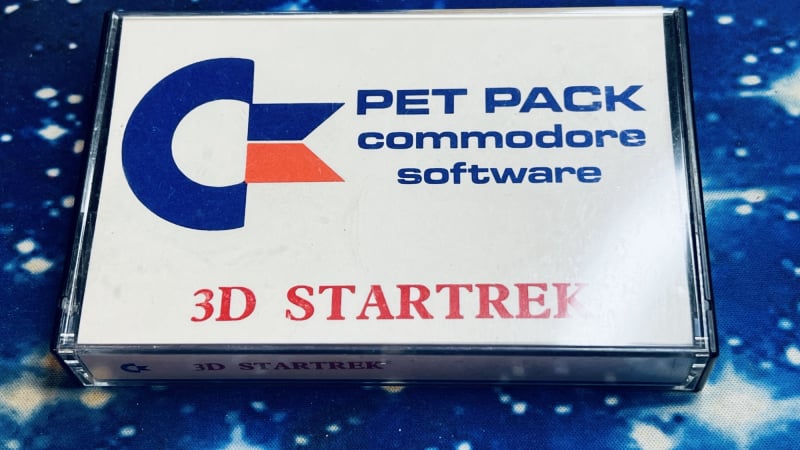 PET PACK
commodore
software
3D STARTREK
3D STARTREK